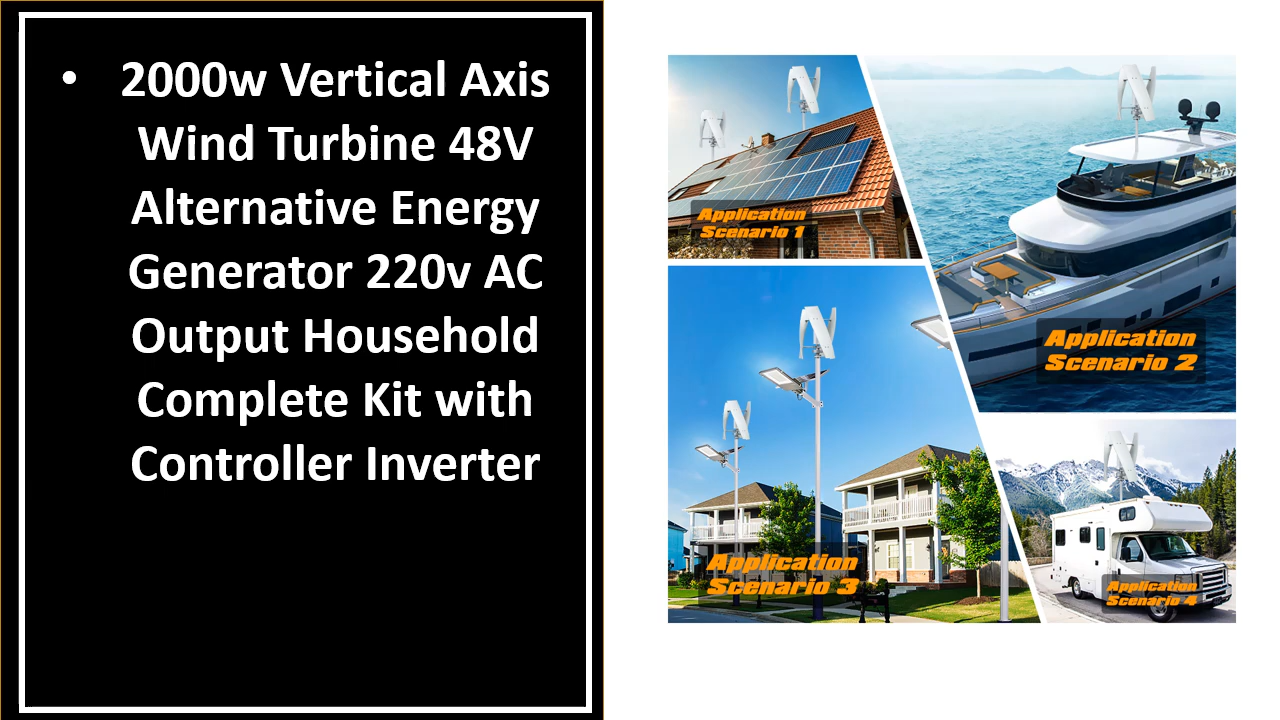 • 2000w Vertical Axis
Wind Turbine 48V
Alternative Energy
Generator 220v AC
Output Household
Complete Kit with
Controller Inverter
Application
Scenario 1
Application
Scenario 2
Application
Scenario 3
Application
Scenario 4